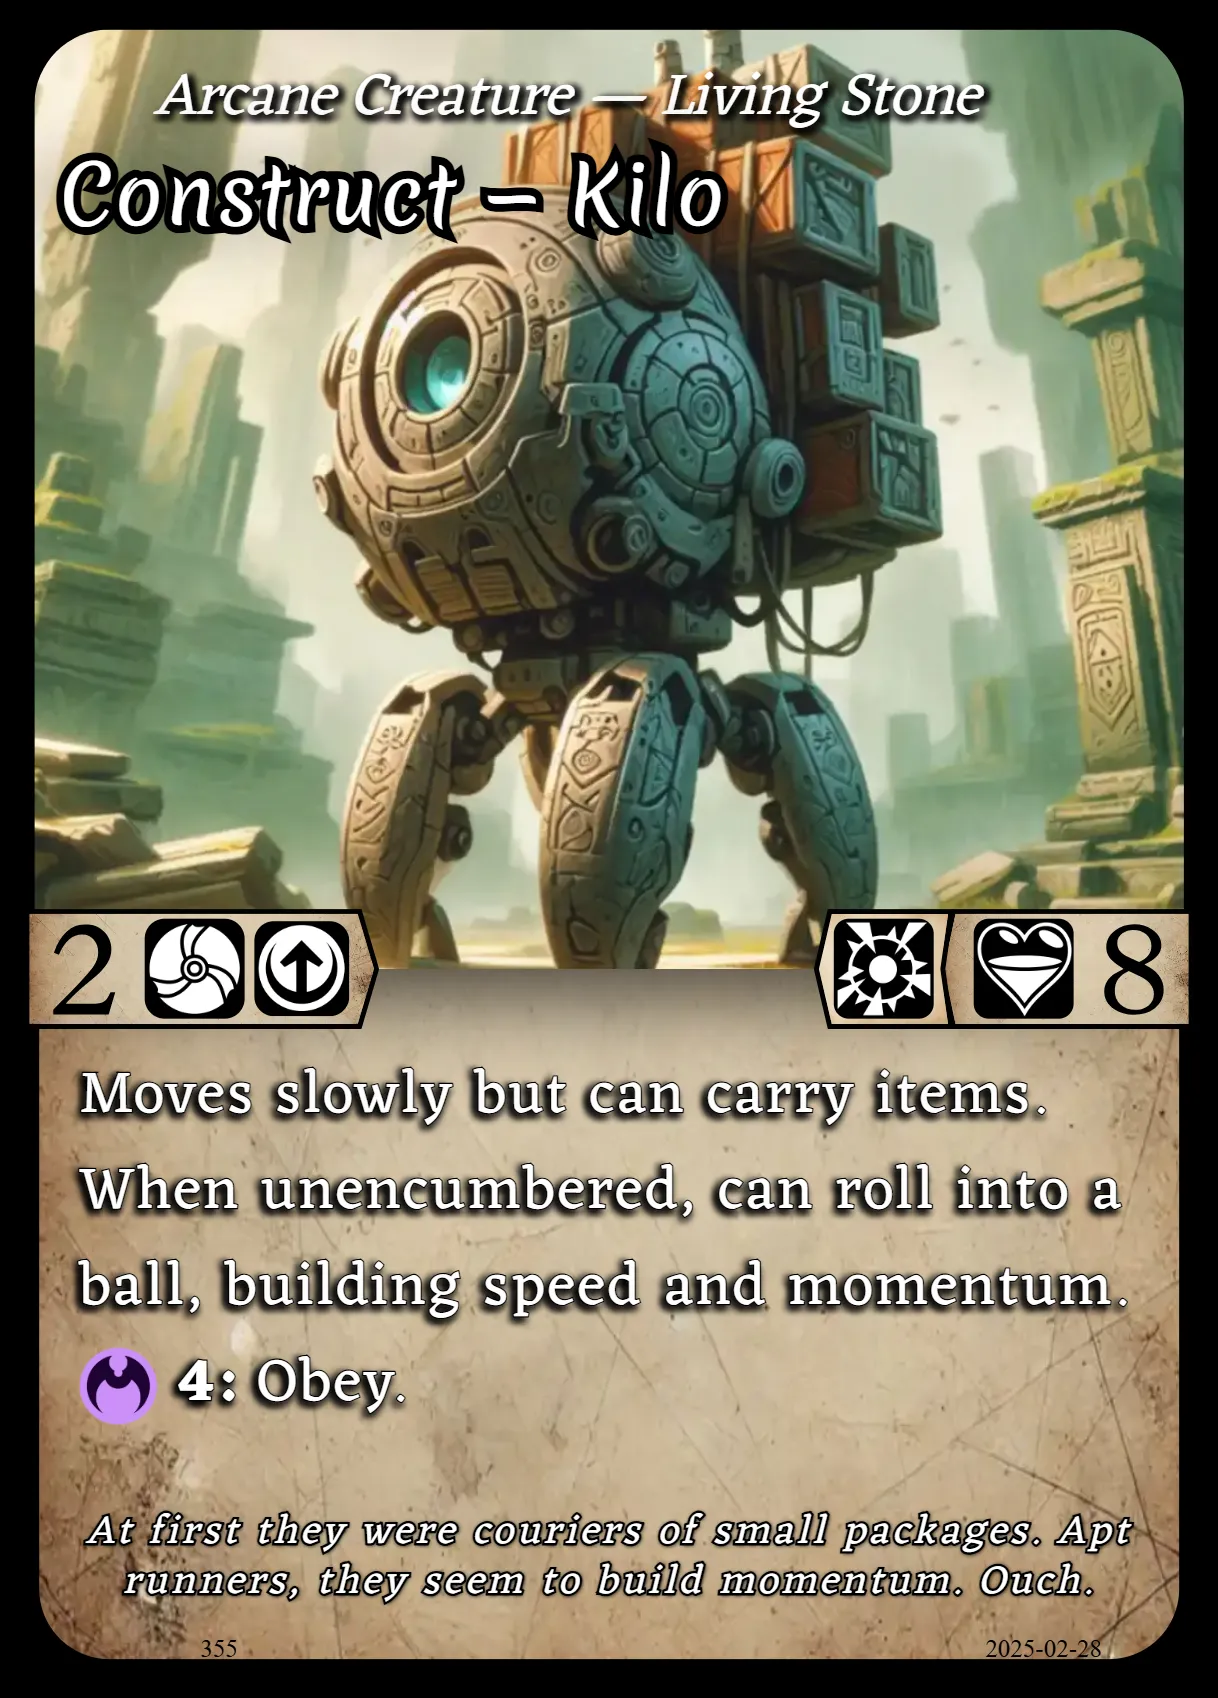 Arcane Creature — Living Stone
Construct – Kilo
2
8
Moves slowly but can carry items.
When unencumbered, can roll into a
ball, building speed and momentum.
4: Obey.
At first they were couriers of small packages. Apt
runners, they seem to build momentum. Ouch.
355
2025-02-28